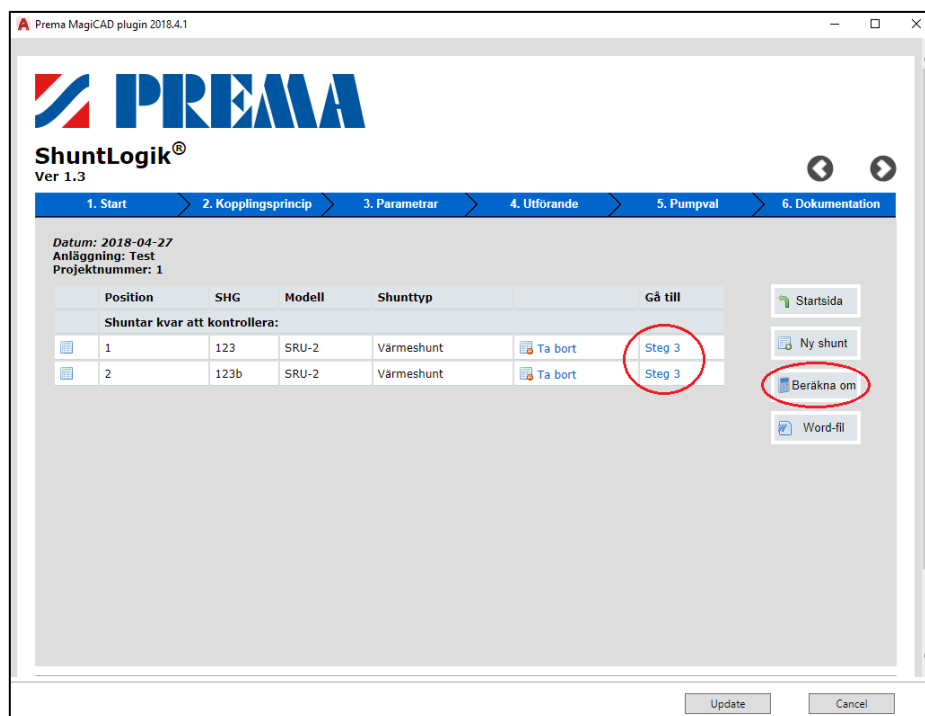 Prema MagiCAD plugin 2018.4.1
PREMA
ShuntLogik®
Ver 1.3
1. Start 2. Kopplingsprincip 3. Parametrar 4. Utförande 5. Pumpval 6. Dokumentation
Datum: 2018-04-27
Anläggning: Test
Projektnummer: 1
Position SHG Modell Shunttyp Gå till
Shuntar kvar att kontrollera:
1 123 SRU-2 Värmeshunt Ta bort Steg 3
2 123b SRU-2 Värmeshunt Ta bort Steg 3
Startsida
Ny shunt
Beräkna om
Word-fil
Update Cancel